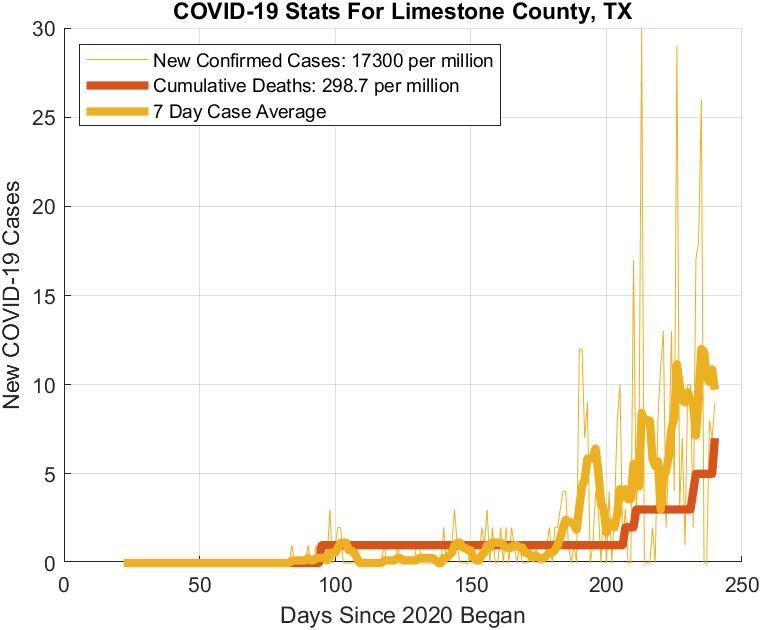 COVID-19 Stats For Limestone County, TX
New Confirmed Cases: 17300 per million
Cumulative Deaths: 298.7 per million
7 Day Case Average
New COVID-19 Cases
30
25
20
15
10
5
0
0 50 100 150 200 250
Days Since 2020 Began